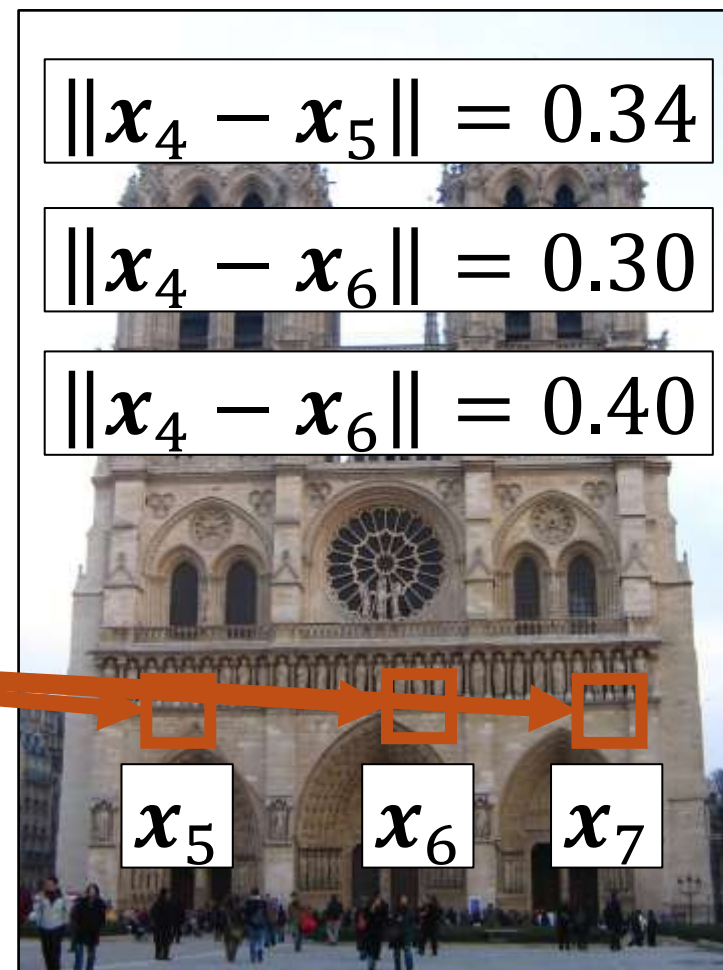 ‖𝒙₄ − 𝒙₅‖ = 0.34
‖𝒙₄ − 𝒙₆‖ = 0.30
‖𝒙₄ − 𝒙₆‖ = 0.40
𝒙₅ 𝒙₆ 𝒙₇